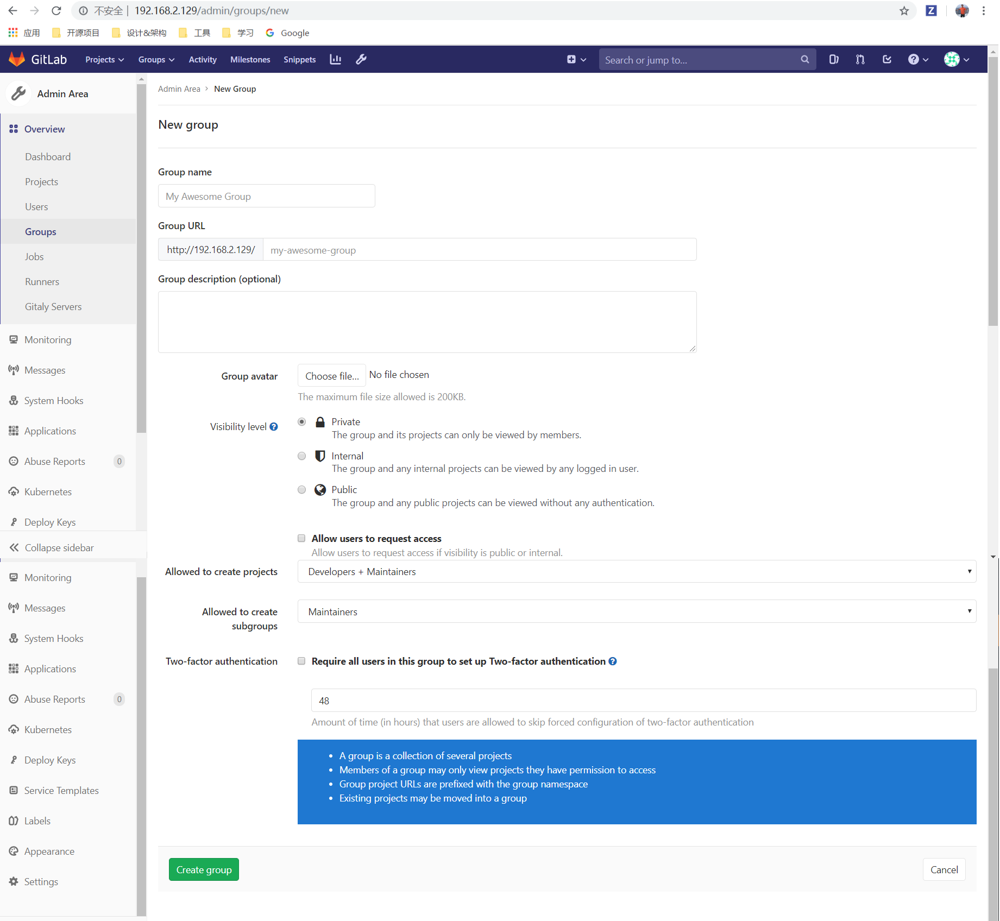 不安全 | 192.168.2.129/admin/groups/new
应用 开源项目 设计&架构 工具 学习 Google
GitLab Projects Groups Activity Milestones Snippets Search or jump to...
Admin Area
Overview
Dashboard
Projects
Users
Groups
Jobs
Runners
Gitaly Servers
Monitoring
Messages
System Hooks
Applications
Abuse Reports 0
Kubernetes
Deploy Keys
Collapse sidebar
Monitoring
Messages
System Hooks
Applications
Abuse Reports 0
Kubernetes
Deploy Keys
Service Templates
Labels
Appearance
Settings
Admin Area > New Group
New group
Group name
My Awesome Group
Group URL
http://192.168.2.129/ my-awesome-group
Group description (optional)
Group avatar Choose file... No file chosen
The maximum file size allowed is 200KB.
Visibility level Private
The group and its projects can only be viewed by members.
Internal
The group and any internal projects can be viewed by any logged in user.
Public
The group and any public projects can be viewed without any authentication.
Allow users to request access
Allow users to request access if visibility is public or internal.
Allowed to create projects Developers + Maintainers
Allowed to create Maintainers
subgroups
Two-factor authentication Require all users in this group to set up Two-factor authentication
48
Amount of time (in hours) that users are allowed to skip forced configuration of two-factor authentication
• A group is a collection of several projects
• Members of a group may only view projects they have permission to access
• Group project URLs are prefixed with the group namespace
• Existing projects may be moved into a group
Create group Cancel